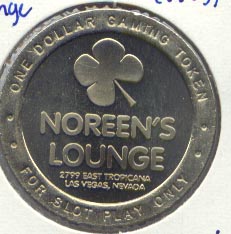 ONE DOLLAR GAMING TOKEN
NOREEN'S
LOUNGE
2799 EAST TROPICANA
LAS VEGAS, NEVADA
FOR SLOT PLAY ONLY